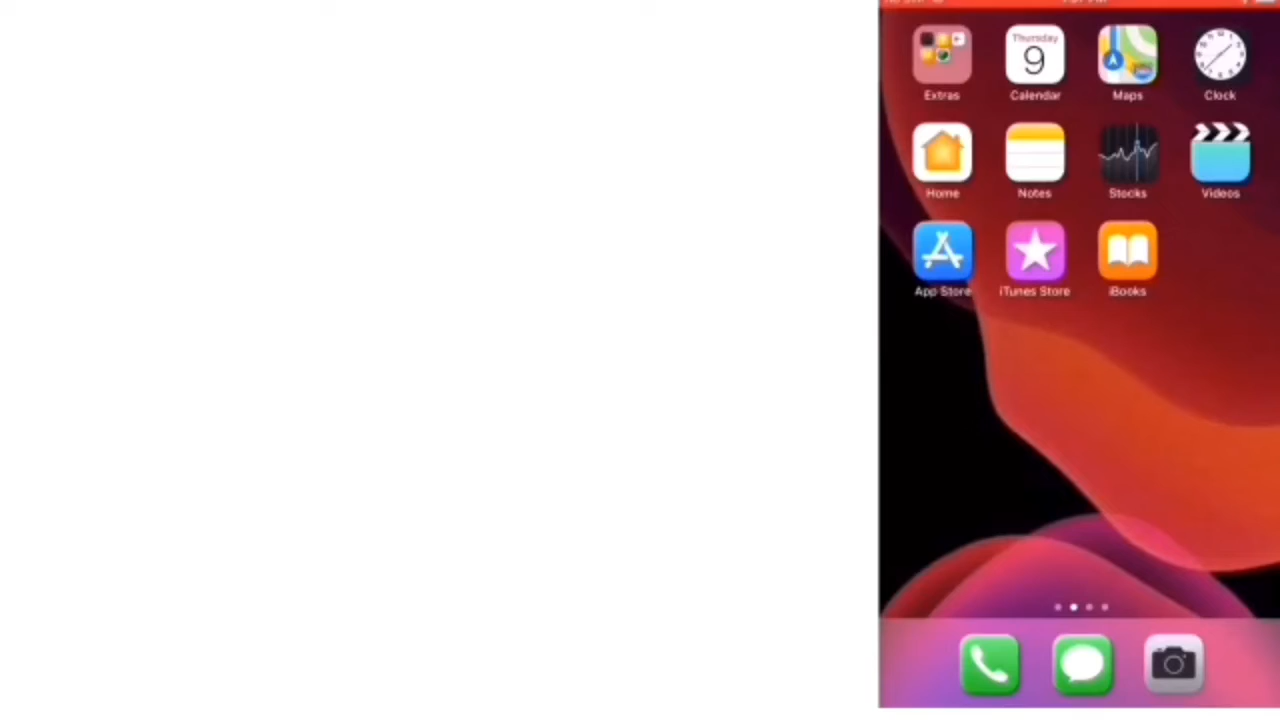 Thursday
9
Extras Calendar Maps Clock
Home Notes Stocks Videos
App Store iTunes Store iBooks